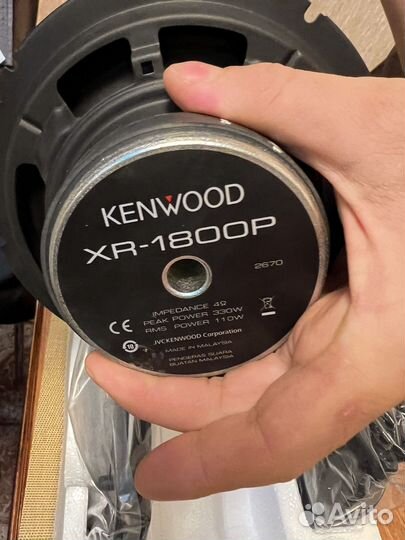 KENWOOD
XR-1800P
2670
IMPEDANCE 4Ω
PEAK POWER 330W
RMS POWER 110W
CE
10
JVCKENWOOD Corporation
MADE IN MALAYSIA
PENGERAS SUARA
BUATAN MALAYSIA
Avito